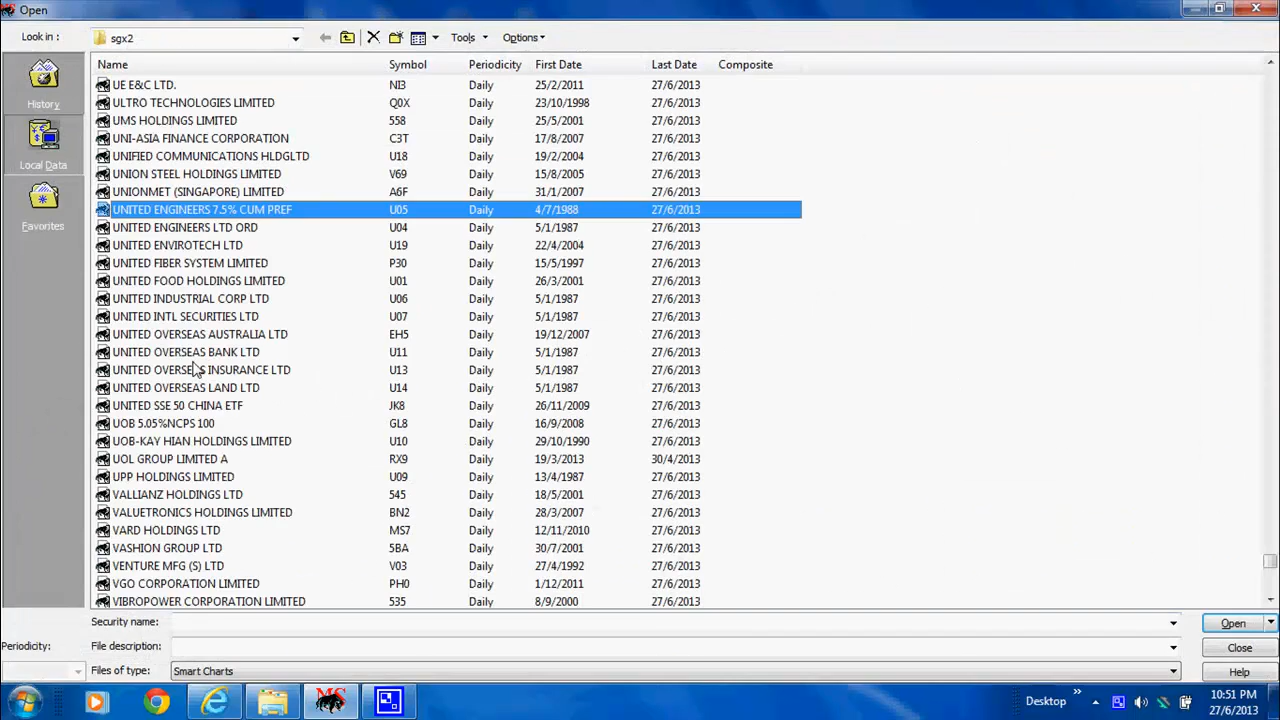 Open
Look in :
sgx2
Tools
Options
History
Local Data
Favorites
Name Symbol Periodicity First Date Last Date Composite
UE E&C LTD. NI3 Daily 25/2/2011 27/6/2013
ULTRO TECHNOLOGIES LIMITED Q0X Daily 23/10/1998 27/6/2013
UMS HOLDINGS LIMITED 558 Daily 25/5/2001 27/6/2013
UNI-ASIA FINANCE CORPORATION C3T Daily 17/8/2007 27/6/2013
UNIFIED COMMUNICATIONS HLDGLTD U18 Daily 19/2/2004 27/6/2013
UNION STEEL HOLDINGS LIMITED V69 Daily 15/8/2005 27/6/2013
UNIONMET (SINGAPORE) LIMITED A6F Daily 31/1/2007 27/6/2013
UNITED ENGINEERS 7.5% CUM PREF U05 Daily 4/7/1988 27/6/2013
UNITED ENGINEERS LTD ORD U04 Daily 5/1/1987 27/6/2013
UNITED ENVIROTECH LTD U19 Daily 22/4/2004 27/6/2013
UNITED FIBER SYSTEM LIMITED P30 Daily 15/5/1997 27/6/2013
UNITED FOOD HOLDINGS LIMITED U01 Daily 26/3/2001 27/6/2013
UNITED INDUSTRIAL CORP LTD U06 Daily 5/1/1987 27/6/2013
UNITED INTL SECURITIES LTD U07 Daily 5/1/1987 27/6/2013
UNITED OVERSEAS AUSTRALIA LTD EH5 Daily 19/12/2007 27/6/2013
UNITED OVERSEAS BANK LTD U11 Daily 5/1/1987 27/6/2013
UNITED OVERSEAS INSURANCE LTD U13 Daily 5/1/1987 27/6/2013
UNITED OVERSEAS LAND LTD U14 Daily 5/1/1987 27/6/2013
UNITED SSE 50 CHINA ETF JK8 Daily 26/11/2009 27/6/2013
UOB 5.05%NCPS 100 GL8 Daily 16/9/2008 27/6/2013
UOB-KAY HIAN HOLDINGS LIMITED U10 Daily 29/10/1990 27/6/2013
UOL GROUP LIMITED A RX9 Daily 19/3/2013 30/4/2013
UPP HOLDINGS LIMITED U09 Daily 13/4/1987 27/6/2013
VALLIANZ HOLDINGS LTD 545 Daily 18/5/2001 27/6/2013
VALUETRONICS HOLDINGS LIMITED BN2 Daily 28/3/2007 27/6/2013
VARD HOLDINGS LTD MS7 Daily 12/11/2010 27/6/2013
VASHION GROUP LTD 5BA Daily 30/7/2001 27/6/2013
VENTURE MFG (S) LTD V03 Daily 27/4/1992 27/6/2013
VGO CORPORATION LIMITED PH0 Daily 1/12/2011 27/6/2013
VIBROPOWER CORPORATION LIMITED 535 Daily 8/9/2000 27/6/2013
Security name:
Open
Periodicity:
File description:
Close
Files of type:
Smart Charts
Help
MS
Desktop
»
10:51 PM
27/6/2013